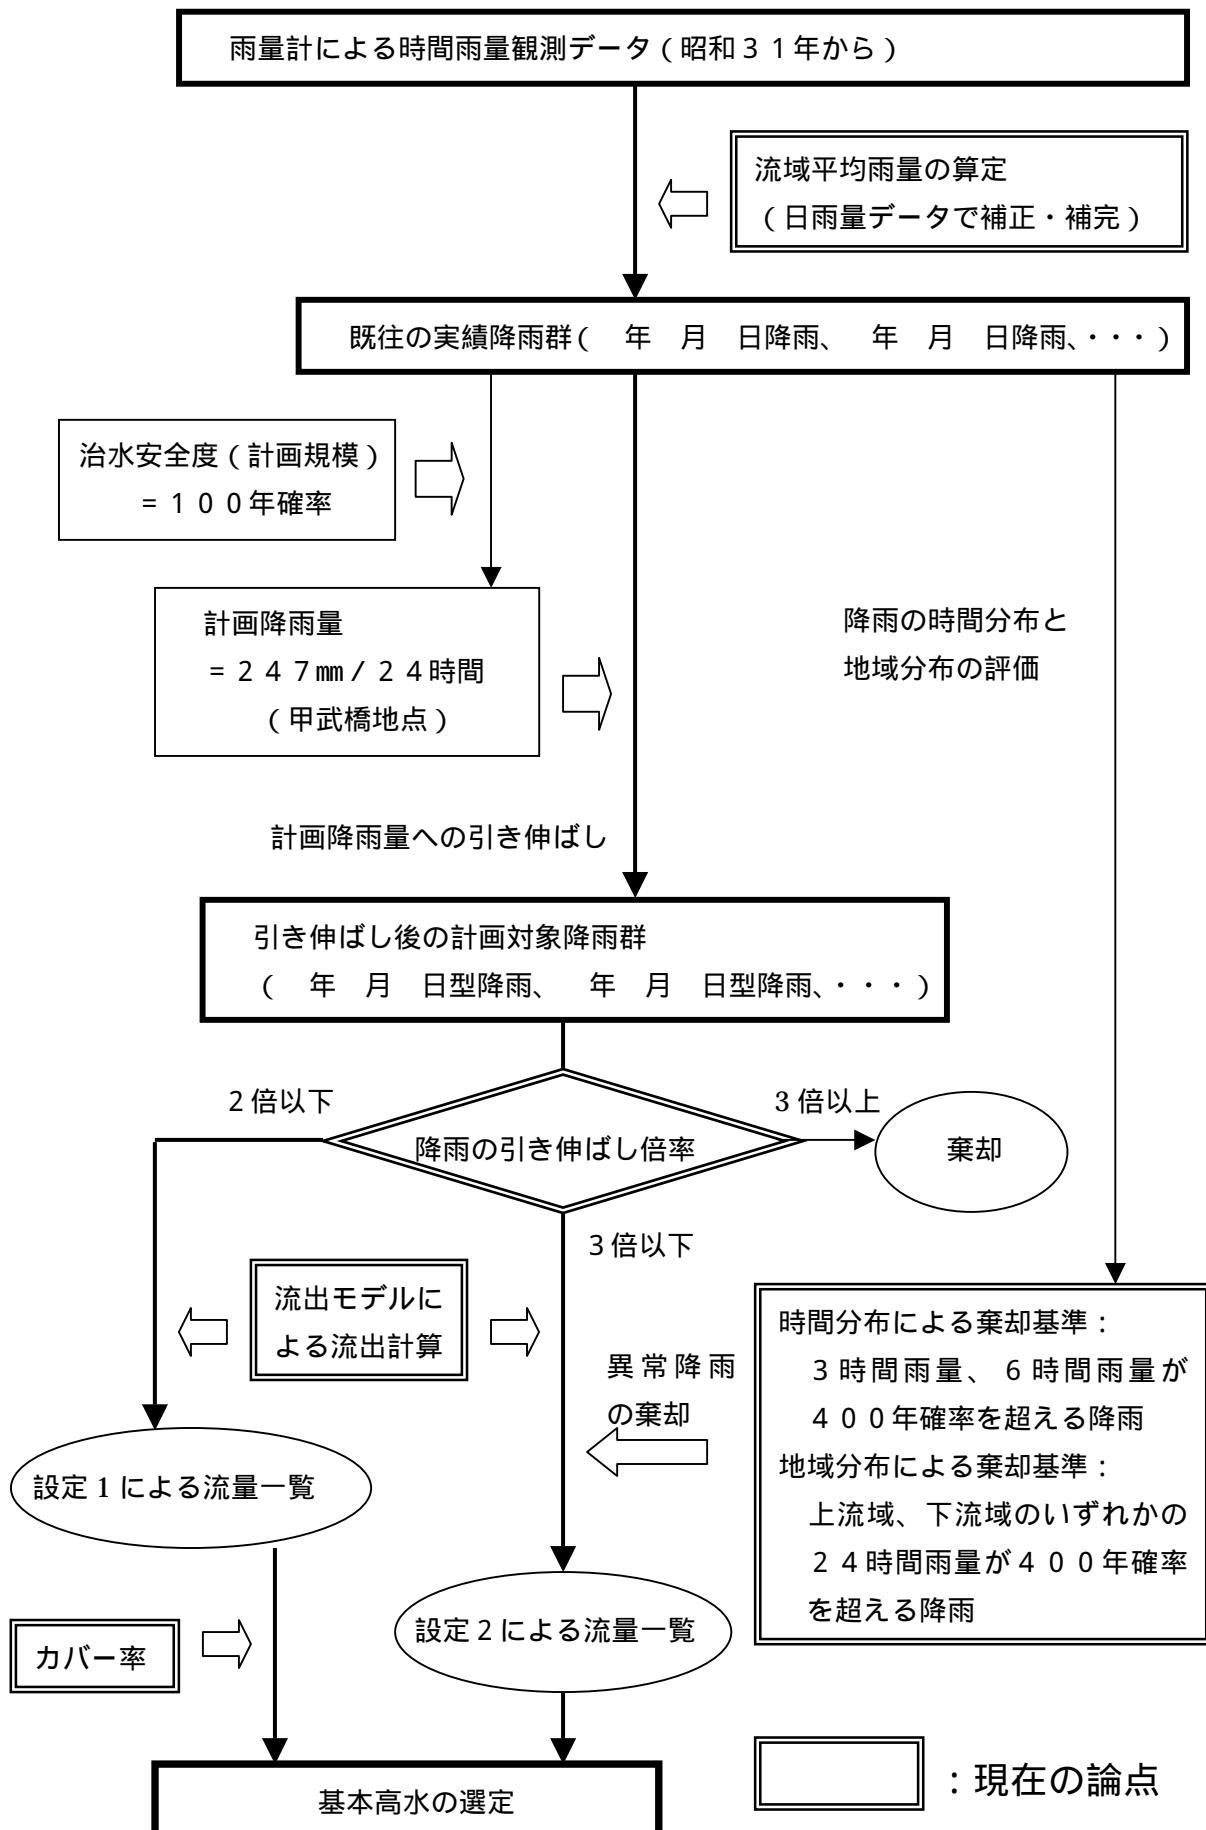 雨量計による時間雨量観測データ（昭和３１年から）
流域平均雨量の算定
（日雨量データで補正・補完）
既往の実績降雨群（　年　月　日降雨、　年　月　日降雨、・・・）
治水安全度（計画規模）
＝１００年確率
計画降雨量
＝２４７㎜／２４時間
（甲武橋地点）
降雨の時間分布と
地域分布の評価
計画降雨量への引き伸ばし
引き伸ばし後の計画対象降雨群
（　年　月　日型降雨、　年　月　日型降雨、・・・）
２倍以下
３倍以上
降雨の引き伸ばし倍率
棄却
３倍以下
流出モデルに
よる流出計算
異常降雨
の棄却
時間分布による棄却基準：
３時間雨量、６時間雨量が
４００年確率を超える降雨
地域分布による棄却基準：
上流域、下流域のいずれかの
２４時間雨量が４００年確率
を超える降雨
設定１による流量一覧
設定２による流量一覧
カバー率
基本高水の選定
：現在の論点